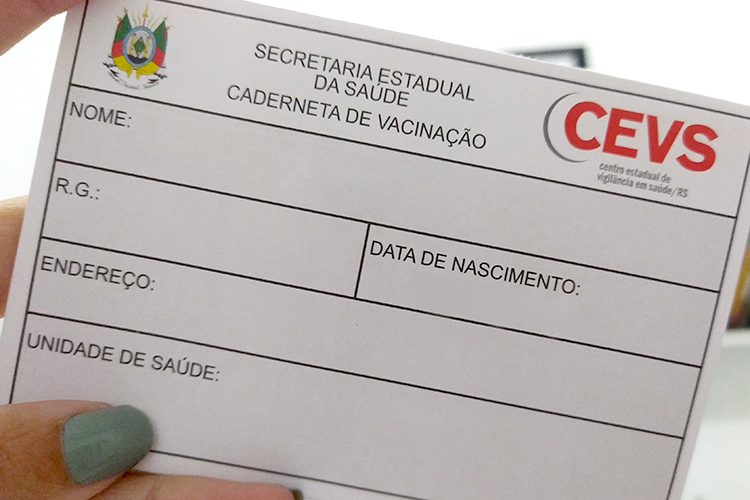 SECRETARIA ESTADUAL
DA SAÚDE
CADERNETA DE VACINAÇÃO
CEVS
centro estadual de
vigilância em saúde/RS
NOME:
R.G.:
DATA DE NASCIMENTO:
ENDEREÇO:
UNIDADE DE SAÚDE: